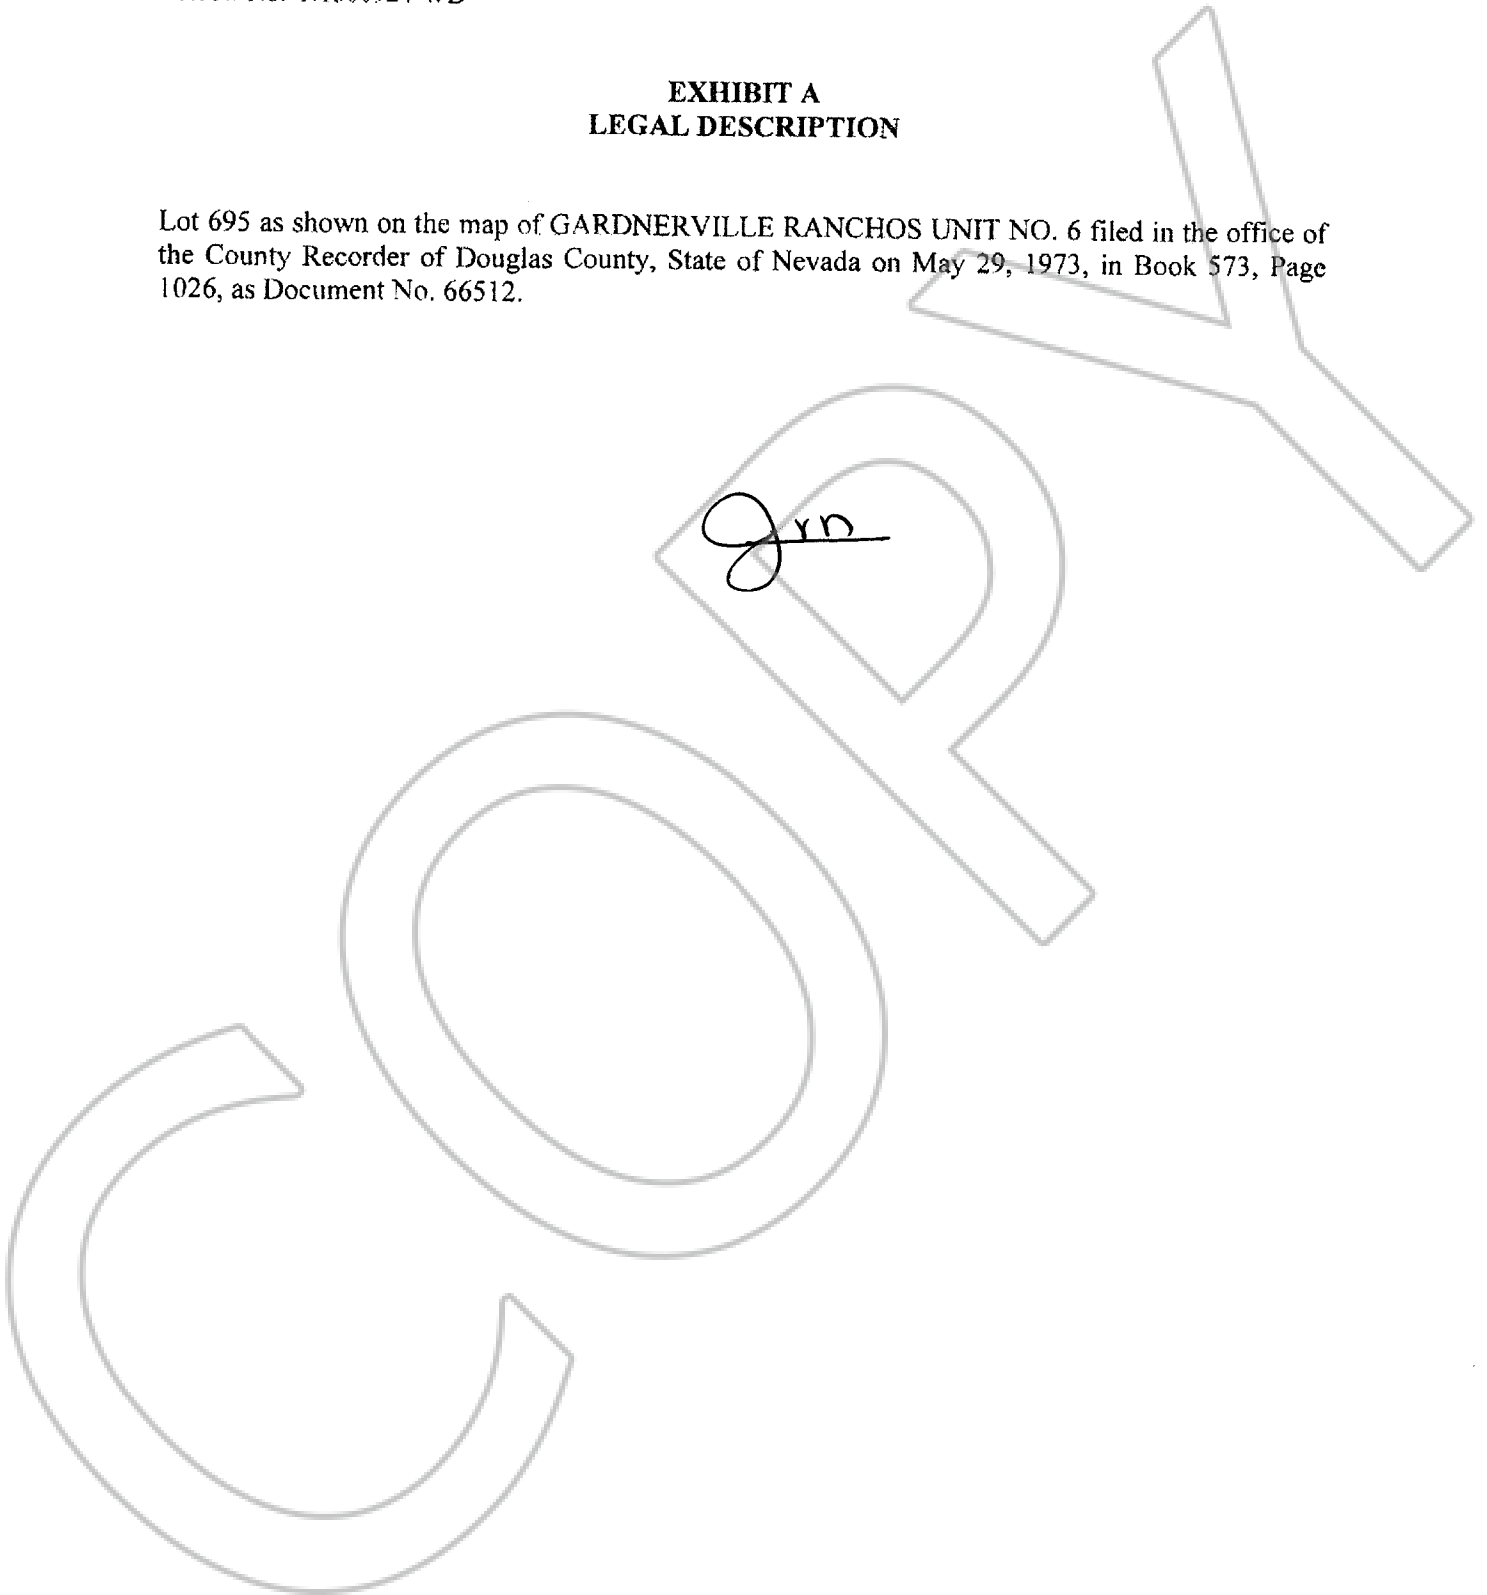 EXHIBIT A
LEGAL DESCRIPTION
Lot 695 as shown on the map of GARDNERVILLE RANCHOS UNIT NO. 6 filed in the office of
the County Recorder of Douglas County, State of Nevada on May 29, 1973, in Book 573, Page
1026, as Document No. 66512.
grn
COPY